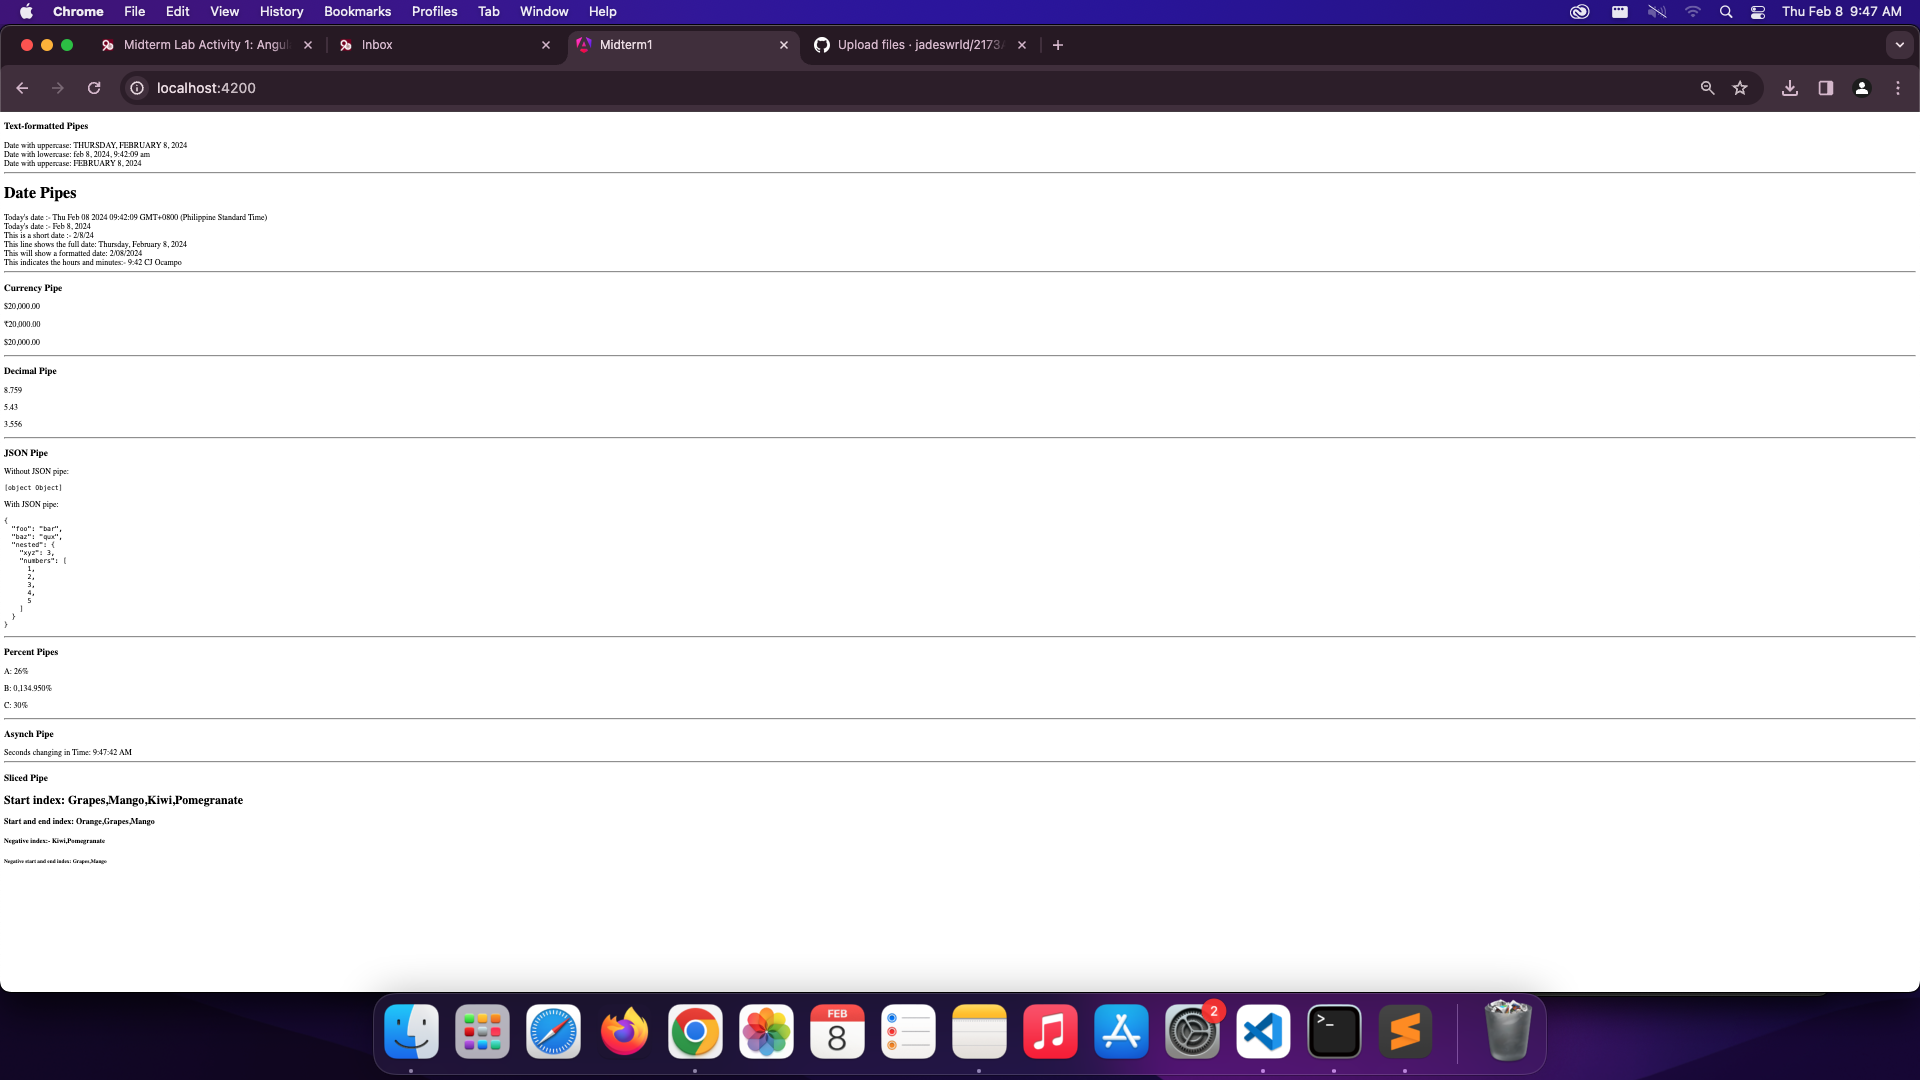 Chrome File Edit View History Bookmarks Profiles Tab Window Help Thu Feb 8 9:47 AM
Midterm Lab Activity 1: Angul Inbox Midterm1 Upload files · jadeswrld/2173
localhost:4200
Text-formatted Pipes
Date with uppercase: THURSDAY, FEBRUARY 8, 2024
Date with lowercase: feb 8, 2024, 9:42:09 am
Date with uppercase: FEBRUARY 8, 2024
Date Pipes
Today's date :- Thu Feb 08 2024 09:42:09 GMT+0800 (Philippine Standard Time)
Today's date :- Feb 8, 2024
This is a short date :- 2/8/24
This line shows the full date: Thursday, February 8, 2024
This will show a formatted date: 2/08/2024
This indicates the hours and minutes:- 9:42 CJ Ocampo
Currency Pipe
$20,000.00
₹20,000.00
$20,000.00
Decimal Pipe
8.759
5.43
3.556
JSON Pipe
Without JSON pipe:
[object Object]
With JSON pipe:
{
"foo": "bar",
"baz": "qux",
"nested": {
"xyz": 3,
"numbers": [
1,
2,
3,
4,
5
]
}
}
Percent Pipes
A: 26%
B: 0,134.950%
C: 30%
Asynch Pipe
Seconds changing in Time: 9:47:42 AM
Sliced Pipe
Start index: Grapes,Mango,Kiwi,Pomegranate
Start and end index: Orange,Grapes,Mango
Negative index:- Kiwi,Pomegranate
Negative start and end index: Grapes,Mango
FEB
8
2
>_